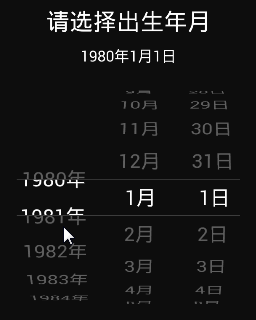 请选择出生年月
1980年1月1日
9月 28日
10月 29日
11月 30日
12月 31日
1980年
1月 1日
1981年
2月 2日
1982年
3月 3日
1983年
4月 4日
1984年